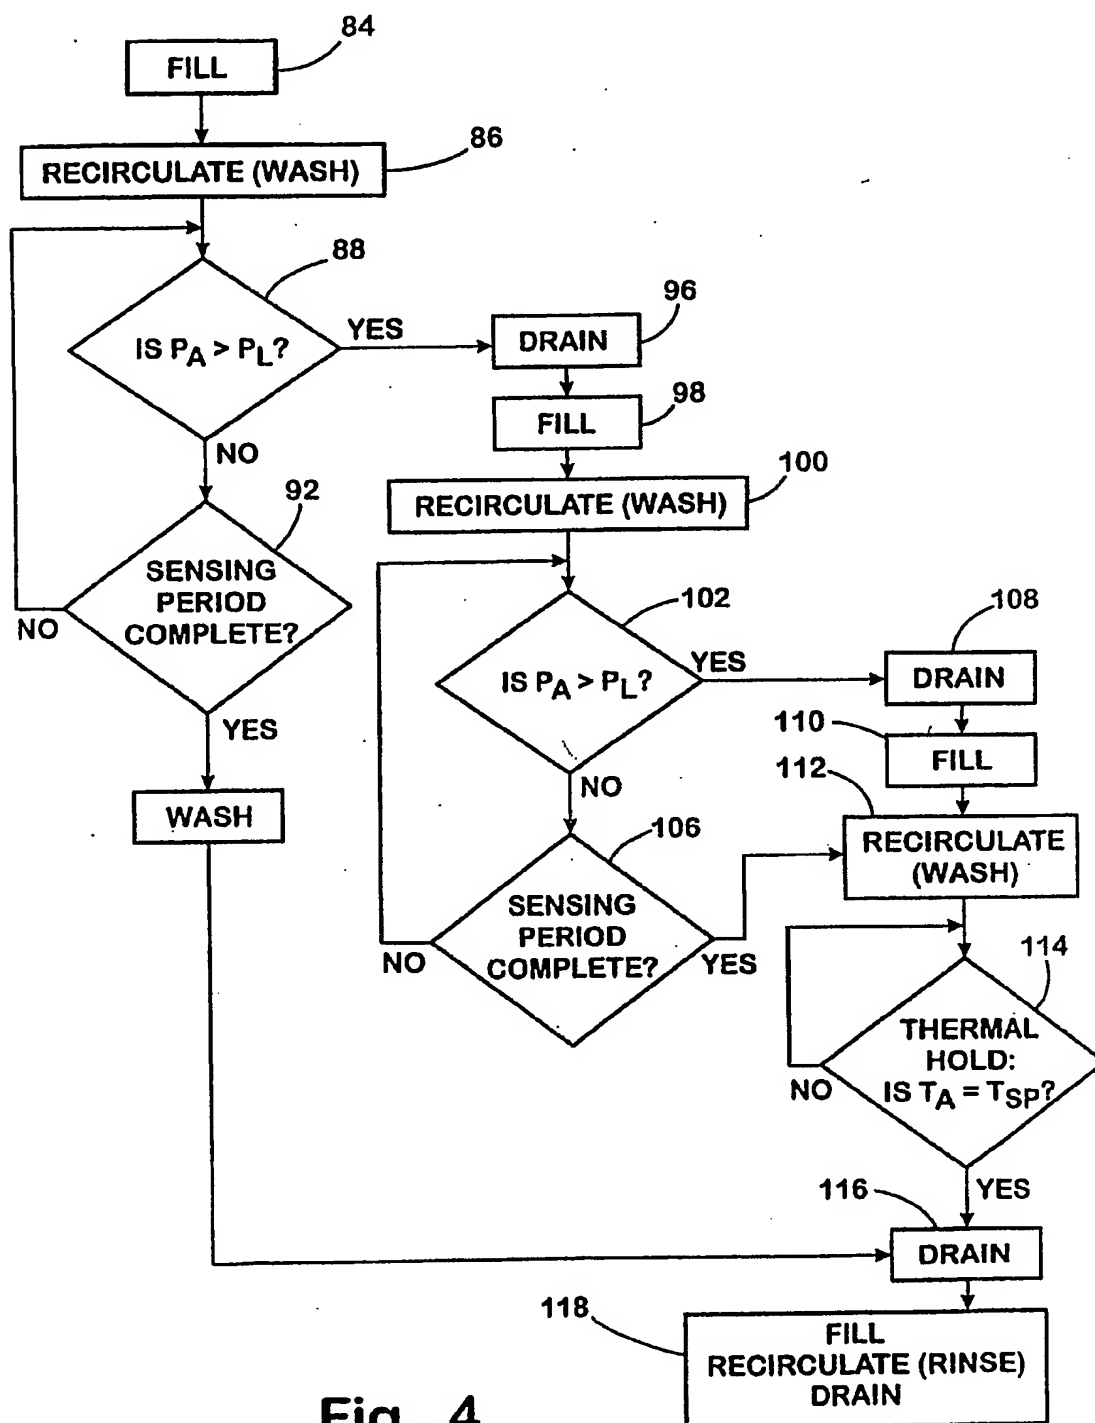 84
FILL
86
RECIRCULATE (WASH)
88
IS PA > PL?
YES
NO
96
DRAIN
98
FILL
92
SENSING
PERIOD
COMPLETE?
NO
YES
WASH
100
RECIRCULATE (WASH)
102
IS PA > PL?
YES
NO
108
DRAIN
110
FILL
112
RECIRCULATE
(WASH)
106
SENSING
PERIOD
COMPLETE?
NO
YES
114
THERMAL
HOLD:
IS TA = TSP?
NO
YES
116
DRAIN
118
FILL
RECIRCULATE (RINSE)
DRAIN
Fig. 4